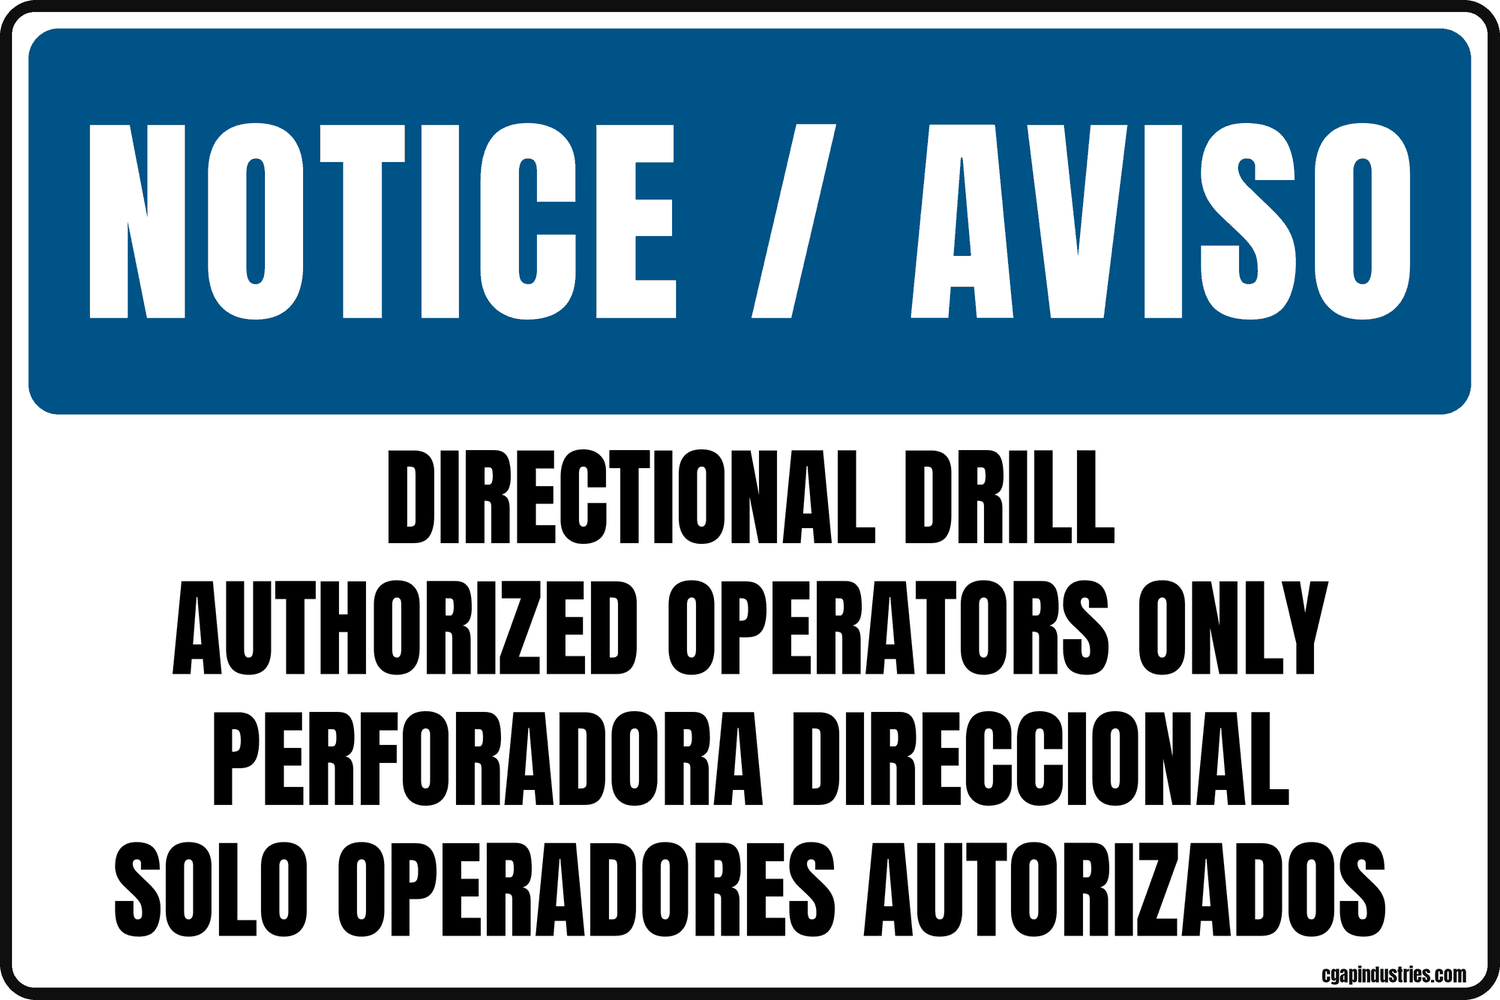 NOTICE / AVISO
DIRECTIONAL DRILL
AUTHORIZED OPERATORS ONLY
PERFORADORA DIRECCIONAL
SOLO OPERADORES AUTORIZADOS
cgapindustries.com